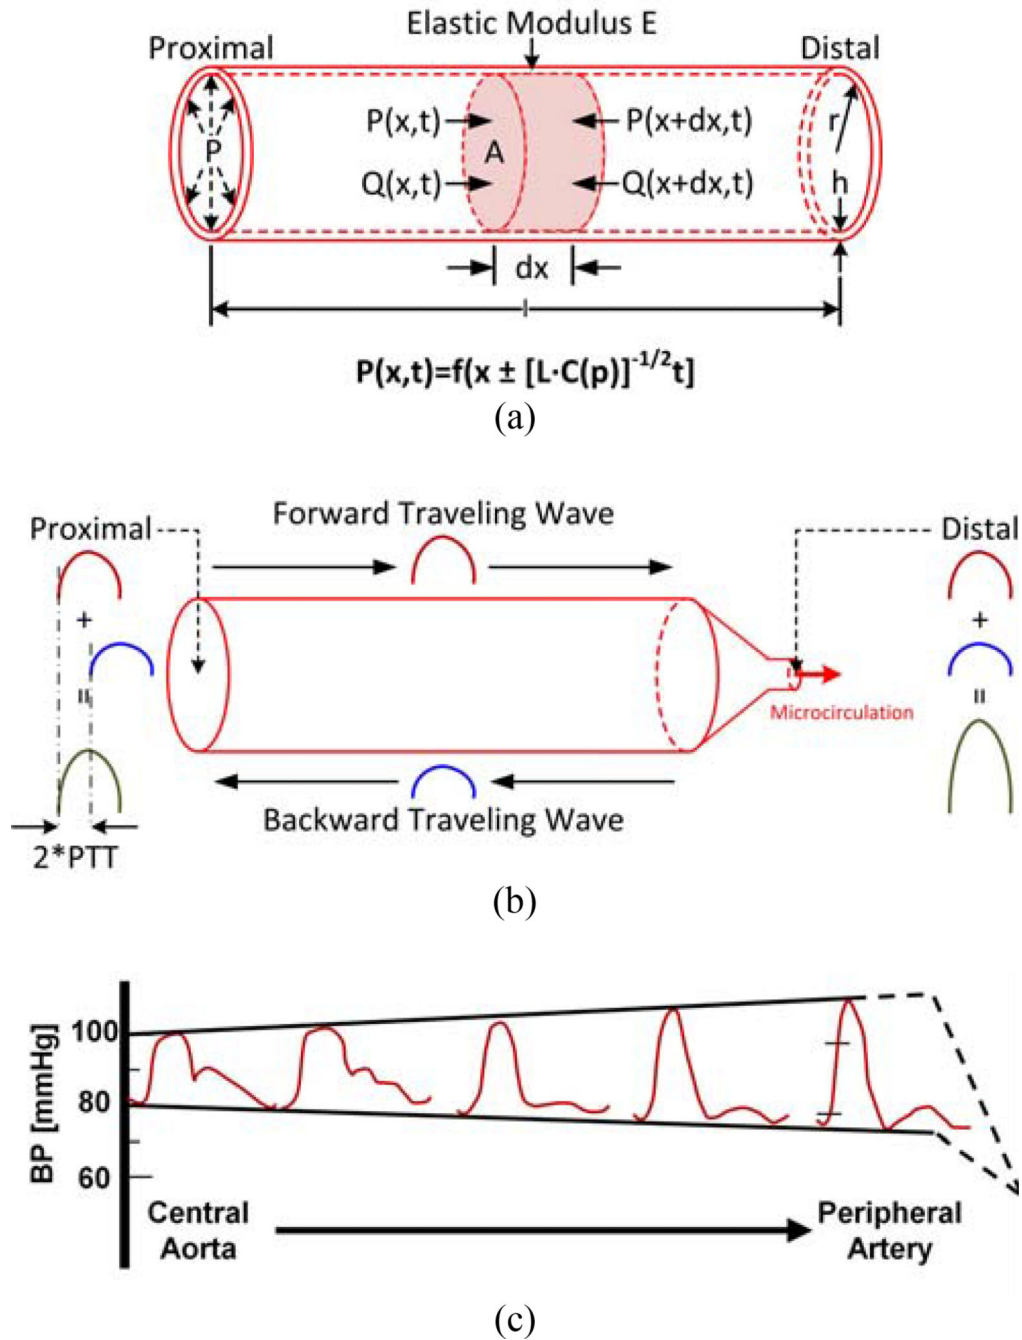 Elastic Modulus E
Proximal
Distal
P(x,t)
P(x+dx,t)
r
P
A
Q(x,t)
Q(x+dx,t)
h
dx
l
P(x,t)=f(x ± [L·C(p)]^-1/2 t]
(a)
Forward Traveling Wave
Proximal
Distal
+
+
=
=
Microcirculation
Backward Traveling Wave
2*PTT
(b)
BP [mmHg]
100
80
60
Central
Aorta
Peripheral
Artery
(c)